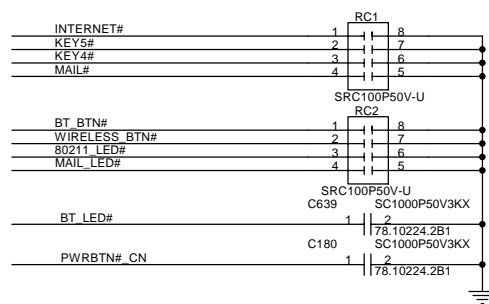 RC1
INTERNET# 1 8
KEY5# 2 7
KEY4# 3 6
MAIL# 4 5
SRC100P50V-U
RC2
BT_BTN# 1 8
WIRELESS_BTN# 2 7
80211_LED# 3 6
MAIL_LED# 4 5
SRC100P50V-U
C639 SC1000P50V3KX
BT_LED# 1 2
78.10224.2B1
C180 SC1000P50V3KX
PWRBTN#_CN 1 2
78.10224.2B1